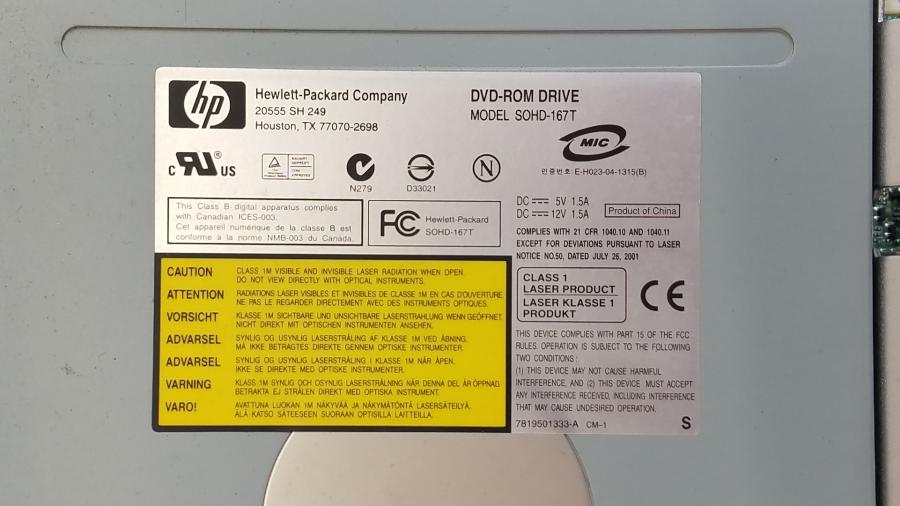 hp
Hewlett-Packard Company
20555 SH 249
Houston, TX 77070-2698
DVD-ROM DRIVE
MODEL SOHD-167T
MIC
인증번호: E-H023-04-1315(B)
c RU ® US
N279
D33021
N
This Class B digital apparatus complies
with Canadian ICES-003.
Cet appareil numérique de la classe B est
conforme à la norme NMB-003 du Canada.
FC Hewlett-Packard
SOHD-167T
DC 5V 1.5A
DC 12V 1.5A
Product of China
COMPLIES WITH 21 CFR 1040.10 AND 1040.11
EXCEPT FOR DEVIATIONS PURSUANT TO LASER
NOTICE NO.50, DATED JULY 26, 2001
CAUTION CLASS 1M VISIBLE AND INVISIBLE LASER RADIATION WHEN OPEN.
DO NOT VIEW DIRECTLY WITH OPTICAL INSTRUMENTS.
ATTENTION RADIATIONS LASER VISIBLES ET INVISIBLES DE CLASSE 1M EN CAS D'OUVERTURE.
NE PAS LE REGARDER DIRECTEMENT AVEC DES INSTRUMENTS OPTIQUES.
VORSICHT KLASSE 1M SICHTBARE UND UNSICHTBARE LASERSTRAHLUNG WENN GEÖFFNET.
NICHT DIREKT MIT OPTISCHEN INSTRUMENTEN ANSEHEN.
ADVARSEL SYNLIG OG USYNLIG LASERSTRÅLING AF KLASSE 1M VED ÅBNING.
MÅ IKKE BETRAGTES DIREKTE GENNEM OPTISKE INSTRUMENTER.
ADVARSEL SYNLIG OG USYNLIG LASERSTRÅLING I KLASSE 1M NÅR ÅPEN.
IKKE SE DIREKTE MED OPTISKE INSTRUMENTER.
VARNING KLASS 1M SYNLIG OCH OSYNLIG LASERSTRÅLNING NÄR DENNA DEL ÄR ÖPPNAD.
BETRAKTA EJ STRÅLEN DIREKT MED OPTISKA INSTRUMENT.
VARO! AVATTUNA LUOKAN 1M NÄKYVÄÄ JA NÄKYMÄTÖNTÄ LASERSÄTEILYÄ.
ÄLÄ KATSO SÄTEESEEN SUORAAN OPTISILLA LAITTEILLA.
CLASS 1
LASER PRODUCT
LASER KLASSE 1
PRODUKT
CE
THIS DEVICE COMPLIES WITH PART 15 OF THE FCC
RULES. OPERATION IS SUBJECT TO THE FOLLOWING
TWO CONDITIONS :
(1) THIS DEVICE MAY NOT CAUSE HARMFUL
INTERFERENCE, AND (2) THIS DEVICE MUST ACCEPT
ANY INTERFERENCE RECEIVED, INCLUDING INTERFERENCE
THAT MAY CAUSE UNDESIRED OPERATION.
7819501333-A CM-1 S